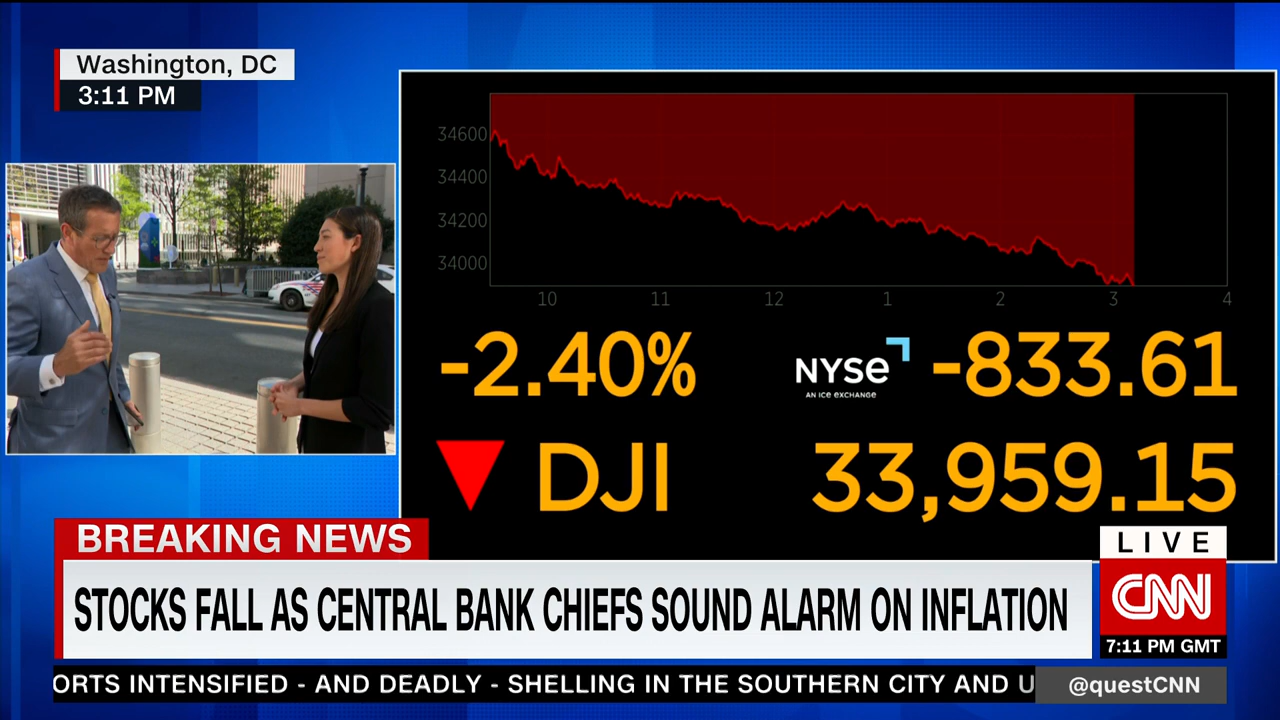 Washington, DC
3:11 PM
34600
34400
34200
34000
10 11 12 1 2 3 4
-2.40% NYSE -833.61
AN ICE EXCHANGE
DJI 33,959.15
BREAKING NEWS
LIVE
STOCKS FALL AS CENTRAL BANK CHIEFS SOUND ALARM ON INFLATION
CNN
7:11 PM GMT
ORTS INTENSIFIED - AND DEADLY - SHELLING IN THE SOUTHERN CITY AND U
@questCNN